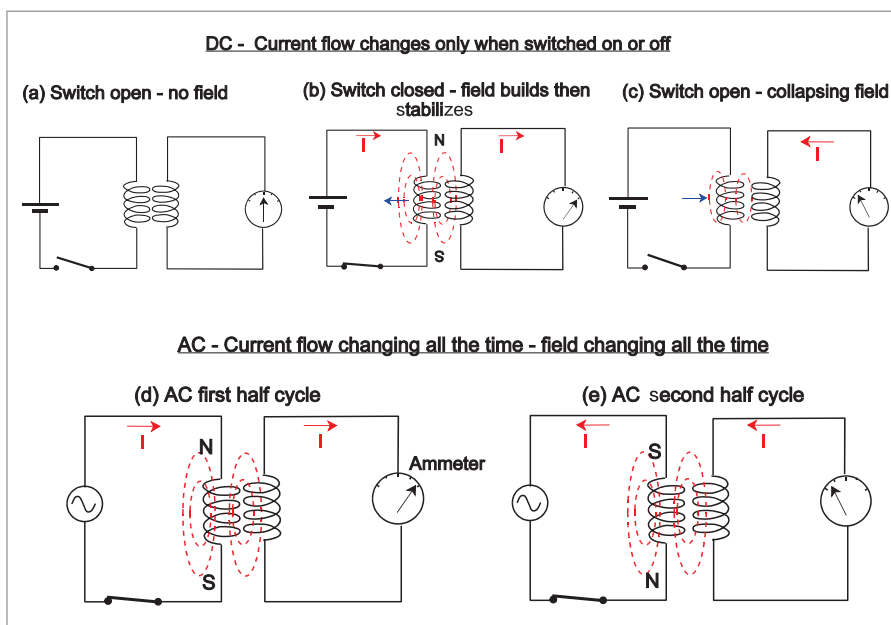 DC - Current flow changes only when switched on or off
(a) Switch open - no field
(b) Switch closed - field builds then
stabilizes
(c) Switch open - collapsing field
I
I
N
S
I
AC - Current flow changing all the time - field changing all the time
(d) AC first half cycle
(e) AC second half cycle
I
I
N
S
Ammeter
I
I
S
N